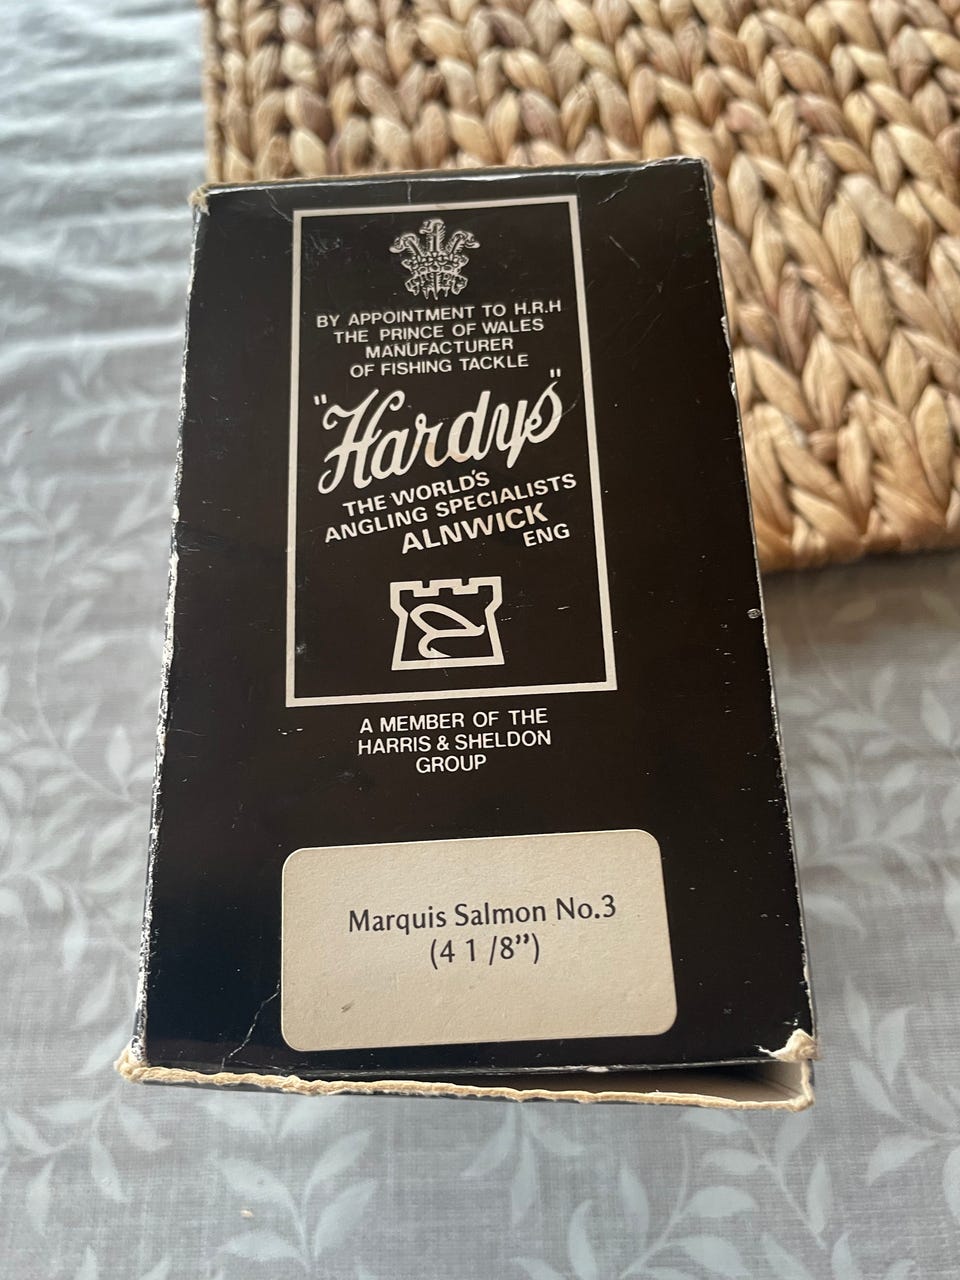 BY APPOINTMENT TO H.R.H
THE PRINCE OF WALES
MANUFACTURER
OF FISHING TACKLE
"Hardys"
THE WORLD'S
ANGLING SPECIALISTS
ALNWICK
ENG
A MEMBER OF THE
HARRIS & SHELDON
GROUP
Marquis Salmon No.3
(4 1 /8”)